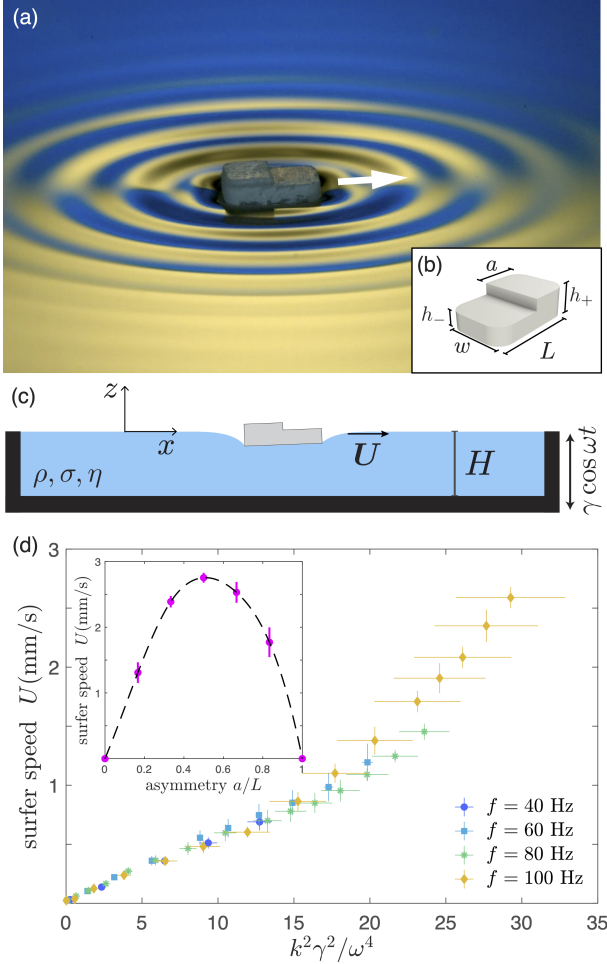 (a)
(b)
a
h₋
h₊
w
L
(c)
z
x
U
H
ρ, σ, η
γ cos ωt
(d)
3
2
1
0
5
10
15
20
25
30
35
surfer speed U(mm/s)
k²γ²/ω⁴
3
2
1
0
0.2
0.4
0.6
0.8
1
surfer speed U(mm/s)
asymmetry a/L
f = 40 Hz
f = 60 Hz
f = 80 Hz
f = 100 Hz